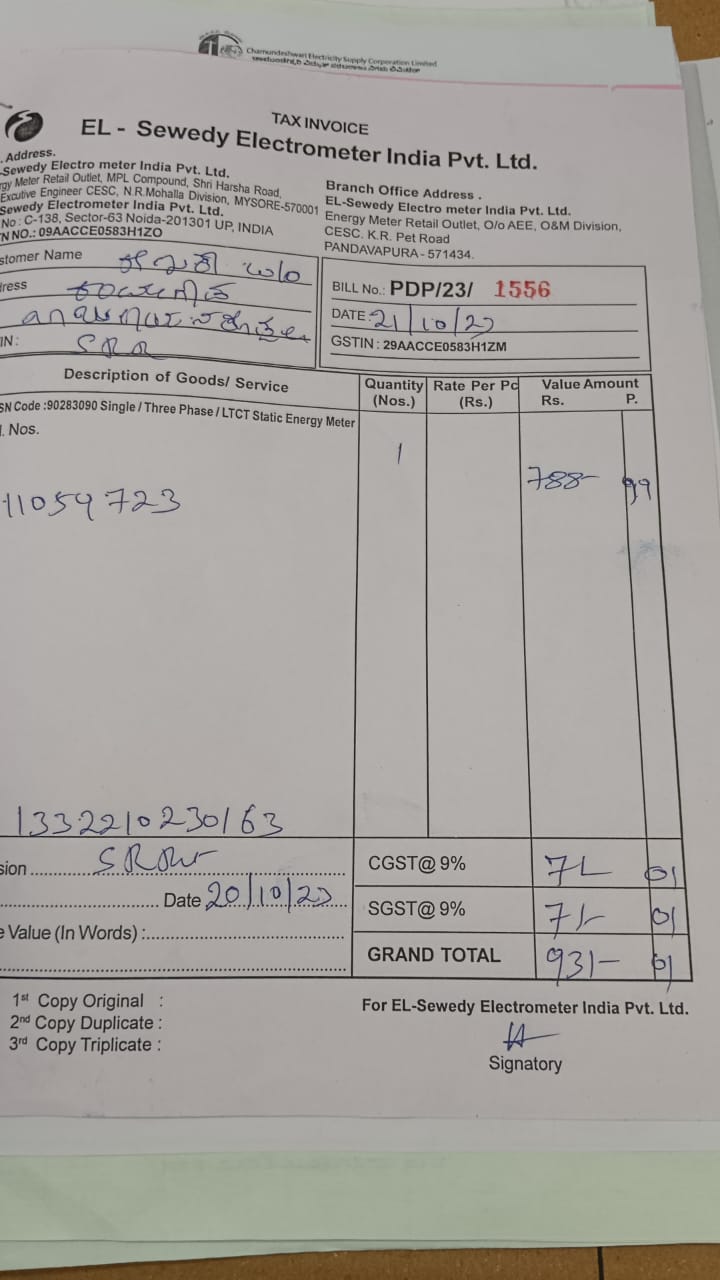 Chamundeshwari Electricity Supply Corporation Limited
TAX INVOICE
EL - Sewedy Electrometer India Pvt. Ltd.
. Address.
-Sewedy Electro meter India Pvt. Ltd.
rgy Meter Retail Outlet, MPL Compound, Shri Harsha Road,
Excutive Engineer CESC, N.R.Mohalla Division, MYSORE-570001
Sewedy Electrometer India Pvt. Ltd.
No : C-138, Sector-63 Noida-201301 UP, INDIA
N NO.: 09AACCE0583H1ZO
Branch Office Address .
EL-Sewedy Electro meter India Pvt. Ltd.
Energy Meter Retail Outlet, O/o AEE, O&M Division,
CESC. K.R. Pet Road
PANDAVAPURA - 571434.
stomer Name
ress
IN: SRR
BILL No.: PDP/23/ 1556
DATE: 21/10/23
GSTIN : 29AACCE0583H1ZM
Description of Goods/ Service
Quantity (Nos.)
Rate Per Pc (Rs.)
Value Amount Rs. P.
SN Code :90283090 Single / Three Phase / LTCT Static Energy Meter
. Nos.
1
788- 99
11059723
1332210230163
sion
Date 20/10/23
e Value (In Words) :
CGST@ 9% 71- 01
SGST@ 9% 71- 01
GRAND TOTAL 931- 01
1st Copy Original :
2nd Copy Duplicate :
3rd Copy Triplicate :
For EL-Sewedy Electrometer India Pvt. Ltd.
Signatory